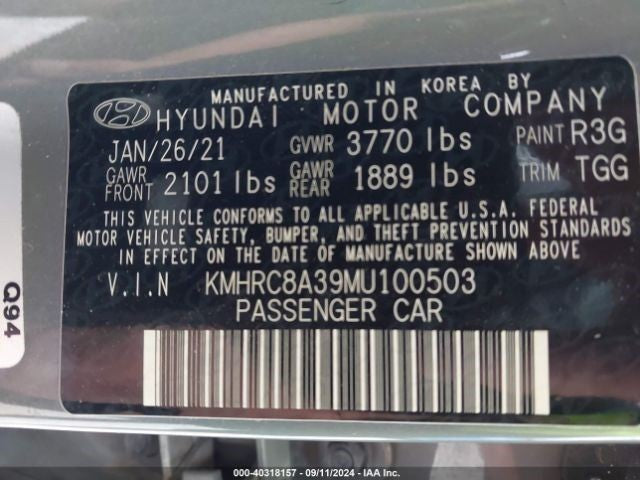 MANUFACTURED IN KOREA BY
HYUNDAI MOTOR COMPANY
JAN/26/21 GVWR 3770 lbs PAINT R3G
GAWR FRONT 2101 lbs GAWR REAR 1889 lbs TRIM TGG
THIS VEHICLE CONFORMS TO ALL APPLICABLE U.S.A. FEDERAL
MOTOR VEHICLE SAFETY, BUMPER, AND THEFT PREVENTION STANDARDS
IN EFFECT ON THE DATE OF MANUFACTURE SHOWN ABOVE.
V.I.N KMHRC8A39MU100503
PASSENGER CAR
Q94
000-40318157 - 09/11/2024 - IAA Inc.